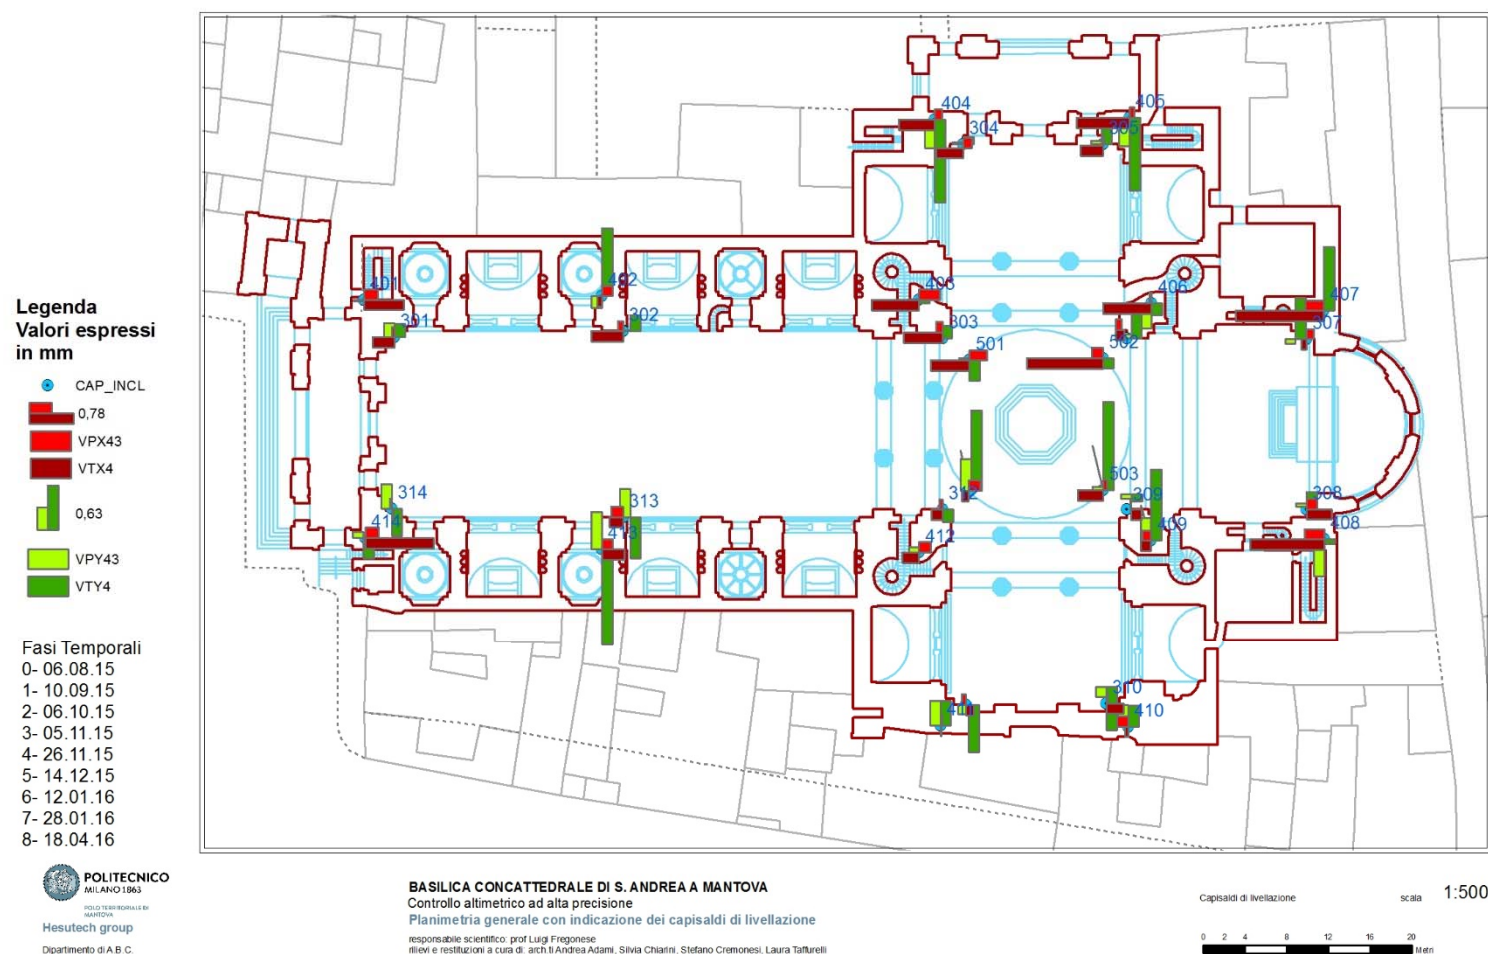 Legenda
Valori espressi
in mm
CAP_INCL
0,78
VPX43
VTX4
0,63
VPY43
VTY4
Fasi Temporali
0- 06.08.15
1- 10.09.15
2- 06.10.15
3- 05.11.15
4- 26.11.15
5- 14.12.15
6- 12.01.16
7- 28.01.16
8- 18.04.16
404
405
304
305
401
402
403
406
407
301
302
303
307
501
502
503
314
313
312
309
308
414
413
412
409
408
310
410
POLITECNICO
MILANO 1863
POLO TERRITORIALE DI
MANTOVA
Hesutech group
Dipartimento di A.B.C.
BASILICA CONCATTEDRALE DI S. ANDREA A MANTOVA
Controllo altimetrico ad alta precisione
Planimetria generale con indicazione dei capisaldi di livellazione
responsabile scientifico: prof Luigi Fregonese
rilievi e restituzioni a cura di: arch.ti Andrea Adami, Silvia Chiarini, Stefano Cremonesi, Laura Taffurelli
Capisaldi di livellazione scala 1:500
0 2 4 8 12 16 20
Metri